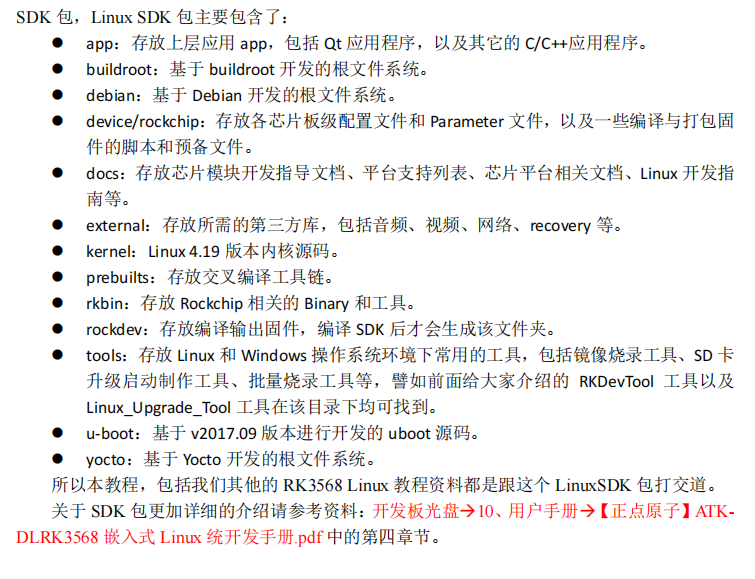 SDK 包，Linux SDK 包主要包含了：
● app：存放上层应用 app，包括 Qt 应用程序，以及其它的 C/C++应用程序。
● buildroot：基于 buildroot 开发的根文件系统。
● debian：基于 Debian 开发的根文件系统。
● device/rockchip：存放各芯片板级配置文件和 Parameter 文件，以及一些编译与打包固
件的脚本和预备文件。
● docs：存放芯片模块开发指导文档、平台支持列表、芯片平台相关文档、Linux 开发指
南等。
● external：存放所需的第三方库，包括音频、视频、网络、recovery 等。
● kernel：Linux 4.19 版本内核源码。
● prebuilts：存放交叉编译工具链。
● rkbin：存放 Rockchip 相关的 Binary 和工具。
● rockdev：存放编译输出固件，编译 SDK 后才会生成该文件夹。
● tools：存放 Linux 和 Windows 操作系统环境下常用的工具，包括镜像烧录工具、SD 卡
升级启动制作工具、批量烧录工具等，譬如前面给大家介绍的 RKDevTool 工具以及
Linux_Upgrade_Tool 工具在该目录下均可找到。
● u-boot：基于 v2017.09 版本进行开发的 uboot 源码。
● yocto：基于 Yocto 开发的根文件系统。
所以本教程，包括我们其他的 RK3568 Linux 教程资料都是跟这个 LinuxSDK 包打交道。
关于 SDK 包更加详细的介绍请参考资料：开发板光盘→10、用户手册→【正点原子】ATK-
DLRK3568 嵌入式 Linux 统开发手册.pdf 中的第四章节。